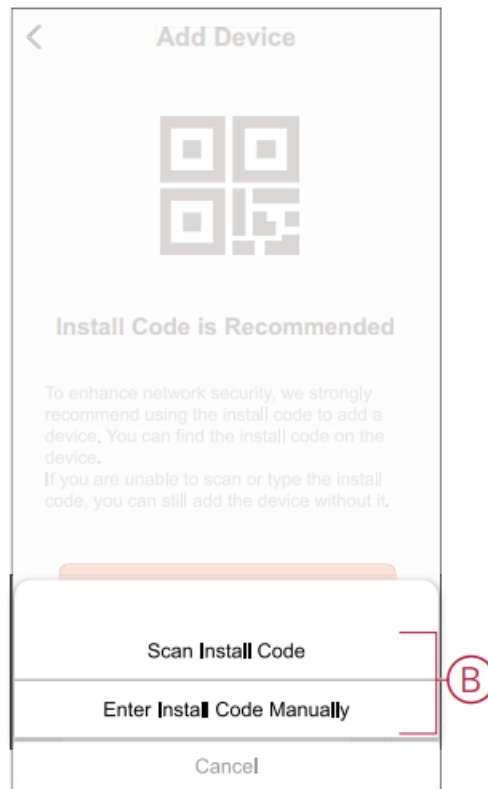 Add Device
Install Code is Recommended
To enhance network security, we strongly
recommend using the install code to add a
device. You can find the install code on the
device.
If you are unable to scan or type the install
code, you can still add the device without it.
Scan Install Code
B
Enter Install Code Manually
Cancel